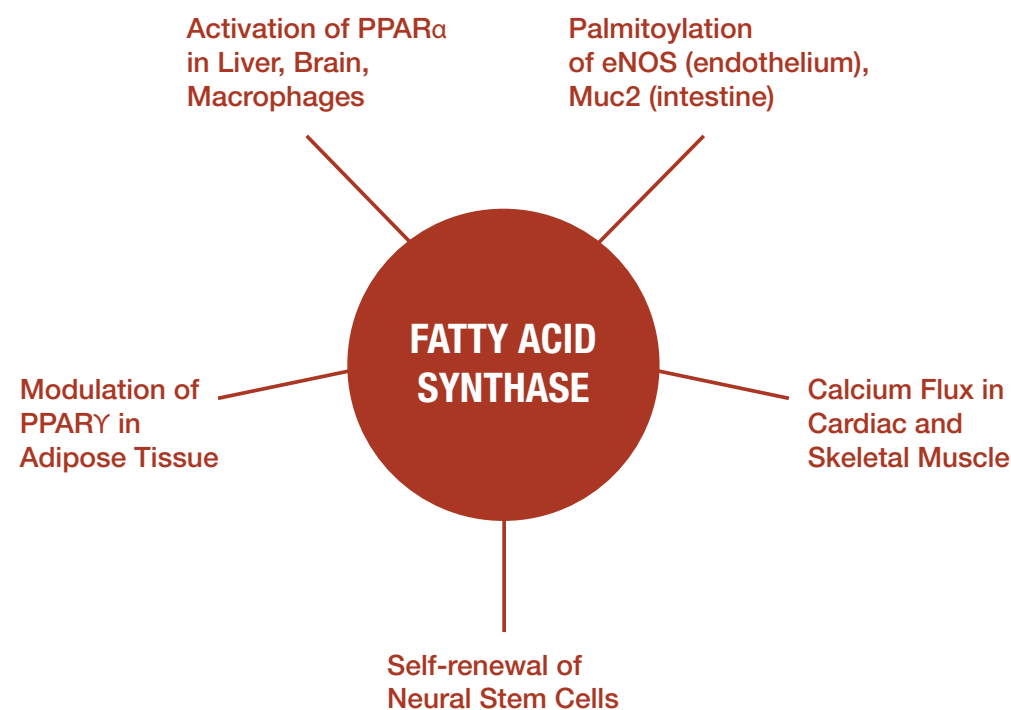 Activation of PPARα
in Liver, Brain,
Macrophages
Palmitoylation
of eNOS (endothelium),
Muc2 (intestine)
FATTY ACID
SYNTHASE
Modulation of
PPARϒ in
Adipose Tissue
Calcium Flux in
Cardiac and
Skeletal Muscle
Self-renewal of
Neural Stem Cells